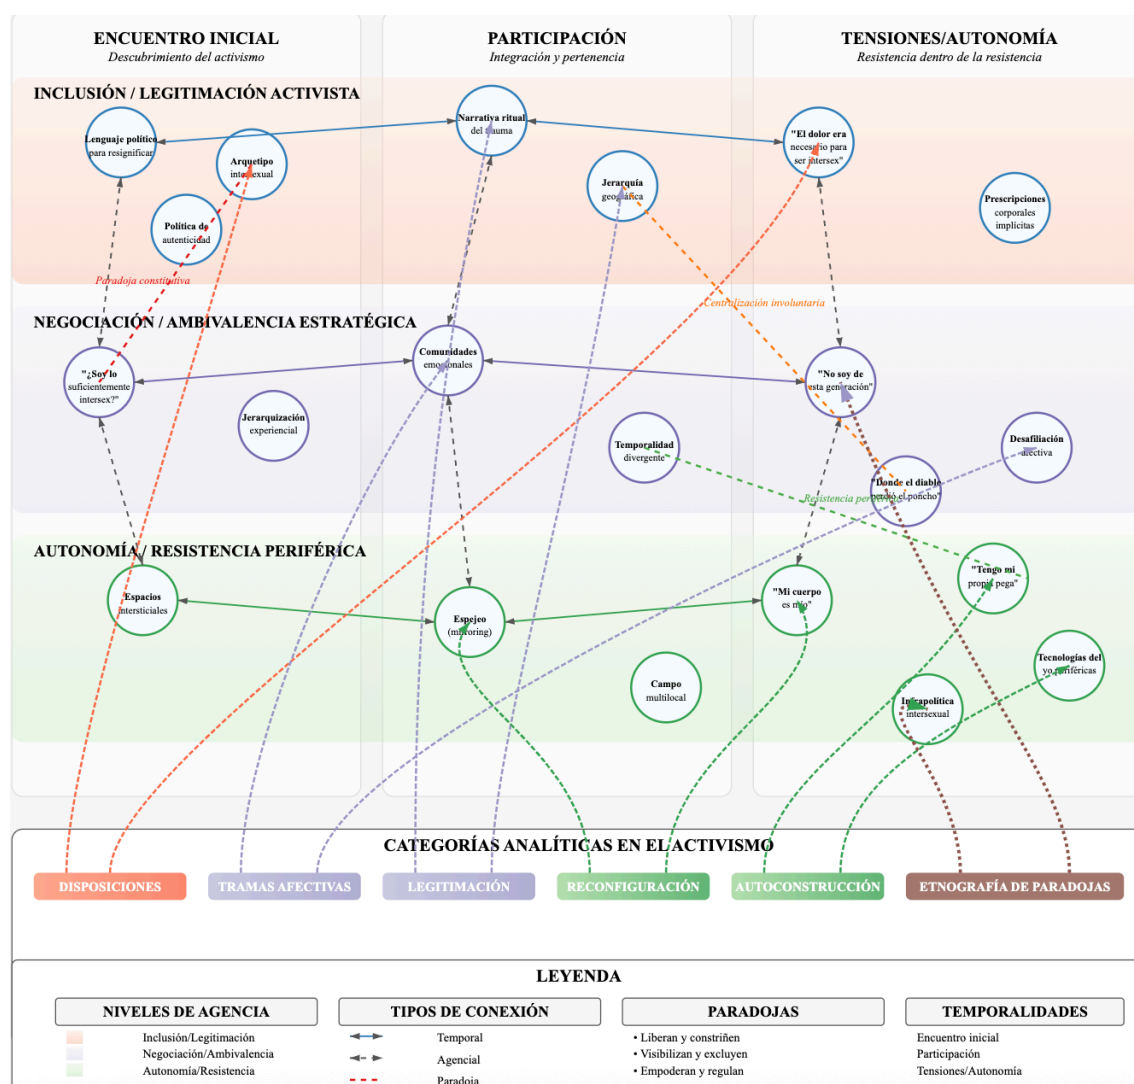 ENCUENTRO INICIAL
Descubrimiento del activismo
PARTICIPACIÓN
Integración y pertenencia
TENSIONES/AUTONOMÍA
Resistencia dentro de la resistencia
INCLUSIÓN / LEGITIMACIÓN ACTIVISTA
Lenguaje político
para resignificar
Arquetipo
intersexual
Política de
autenticidad
Narrativa ritual
del trauma
Jerarquía
geográfica
"El dolor era
necesario para
ser intersex"
Prescripciones
corporales
implícitas
Paradoja constitutiva
Centralización involuntaria
NEGOCIACIÓN / AMBIVALENCIA ESTRATÉGICA
"¿Soy lo
suficientemente
intersex?"
Jerarquización
experiencial
Comunidades
emocionales
Temporalidad
divergente
"No soy de
esta generación"
Desafiliación
afectiva
"Donde el diable
perdió el poncho"
Resistencia periférica
AUTONOMÍA / RESISTENCIA PERIFÉRICA
Espacios
intersticiales
Espejeo
(mirroring)
Campo
multilocal
"Mi cuerpo
es mío"
"Tengo mi
propia pega"
Tecnologías del
yo periféricas
Infrapolítica
intersexual
CATEGORÍAS ANALÍTICAS EN EL ACTIVISMO
DISPOSICIONES
TRAMAS AFECTIVAS
LEGITIMACIÓN
RECONFIGURACIÓN
AUTOCONSTRUCCIÓN
ETNOGRAFÍA DE PARADOJAS
LEYENDA
NIVELES DE AGENCIA
Inclusión/Legitimación
Negociación/Ambivalencia
Autonomía/Resistencia
TIPOS DE CONEXIÓN
Temporal
Agencial
Paradoja
PARADOJAS
• Liberan y constriñen
• Visibilizan y excluyen
• Empoderan y regulan
TEMPORALIDADES
Encuentro inicial
Participación
Tensiones/Autonomía